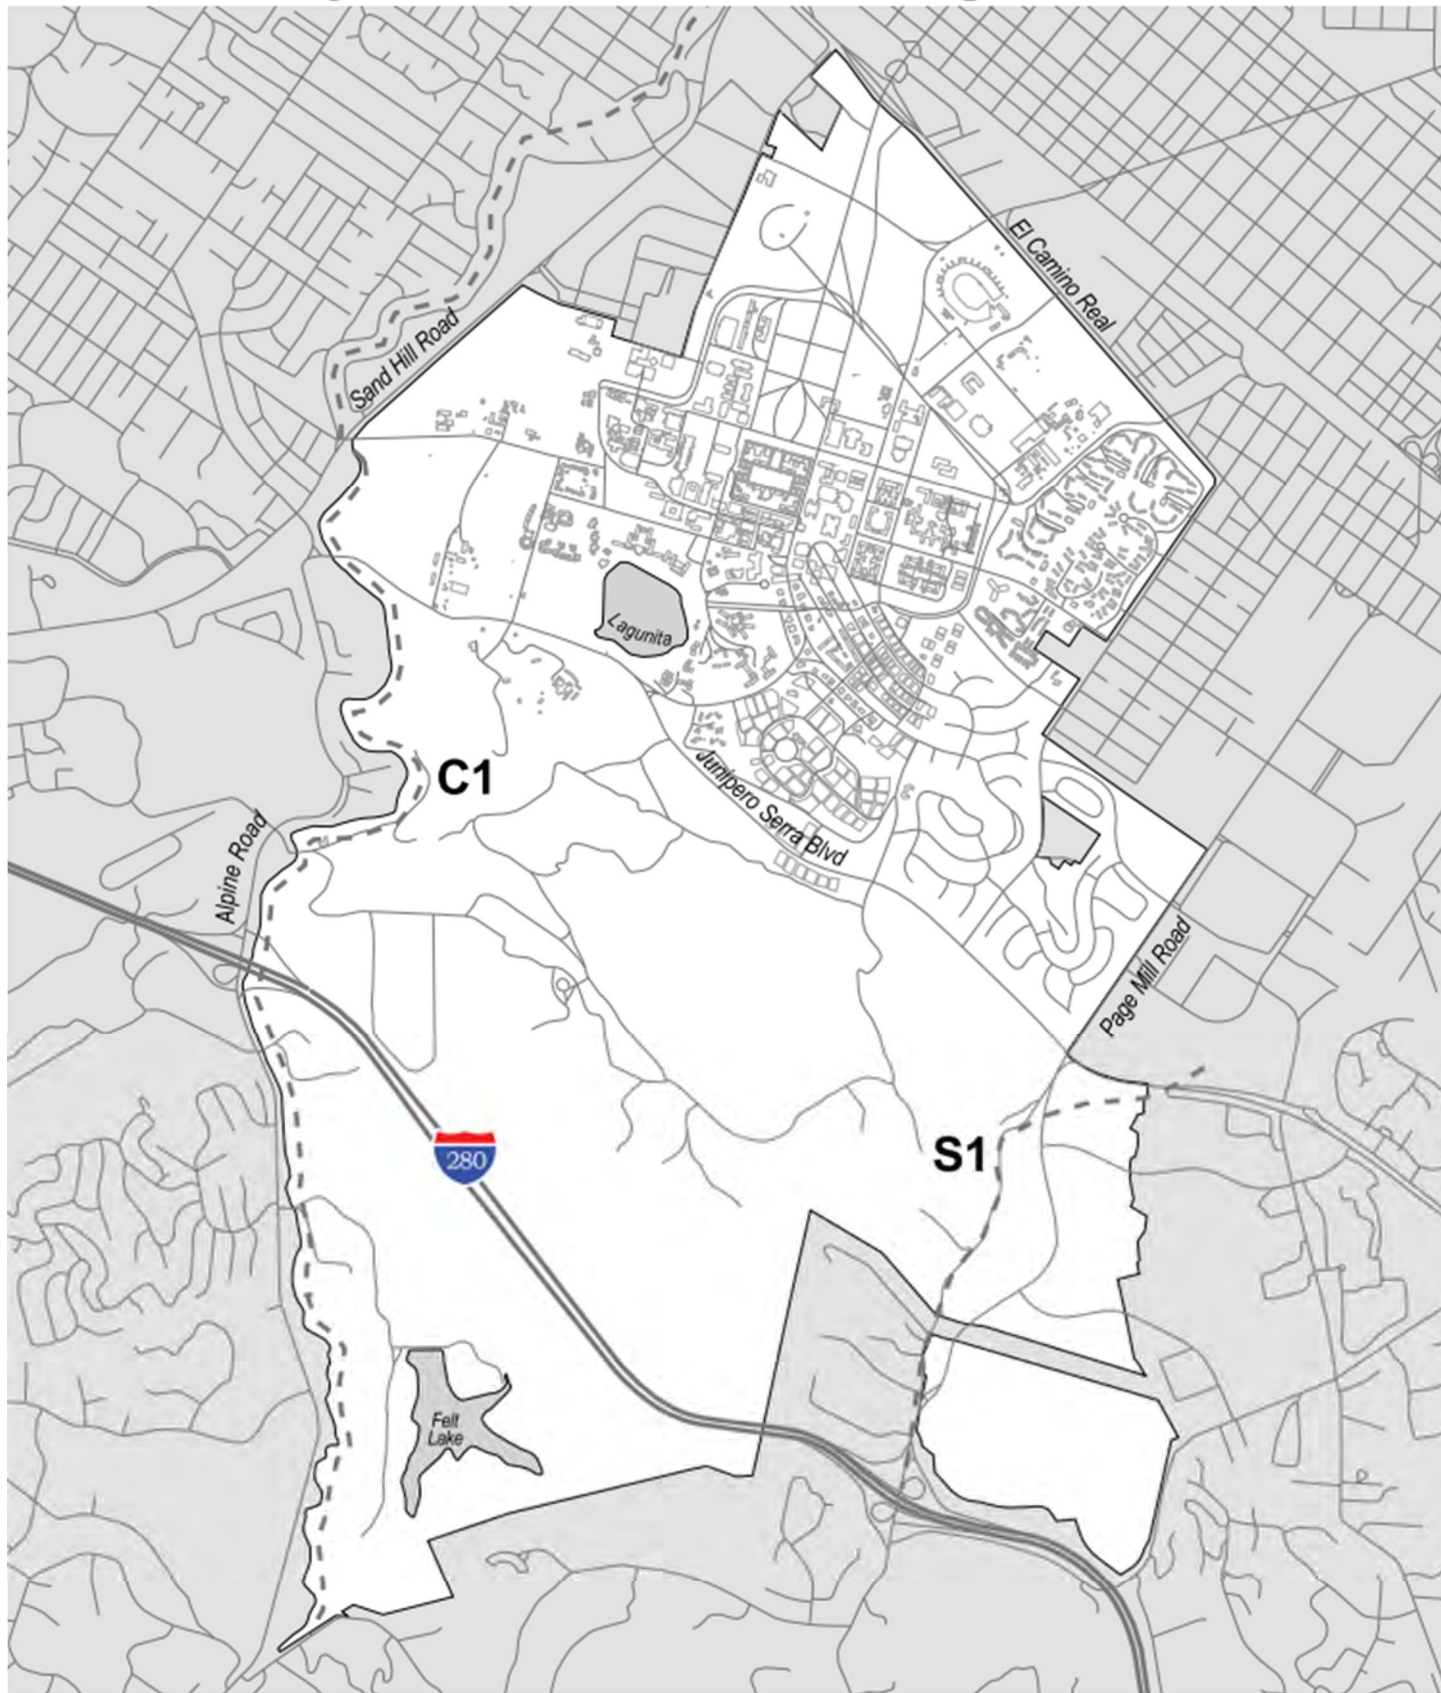 El Camino Real
Sand Hill Road
Lagunita
C1
Junipero Serra Blvd
Alpine Road
Page Mill Road
280
S1
Felt
Lake